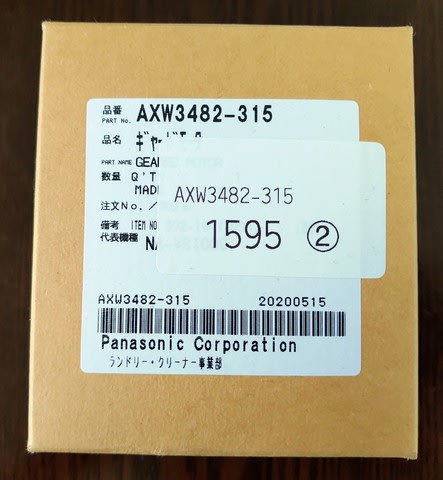 品番
PART No. AXW3482-315
品名
PART NAME
数量 Q'T
注文No. /
備考 ITEM NO
代表機種
AXW3482-315
1595 ②
AXW3482-315 20200515
Panasonic Corporation
ランドリー・クリーナー事業部